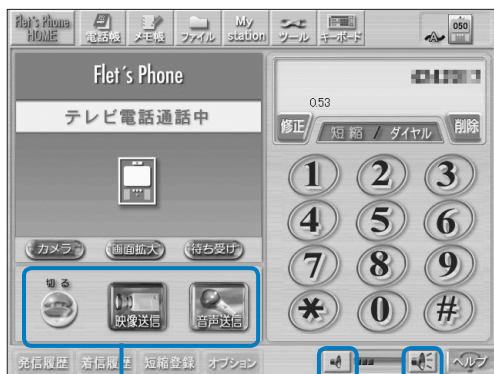 Flet's Phone
HOME
電話帳
メモ帳
ファイル
My
station
ツール
キーボード
A
050
Flet's Phone
テレビ電話通話中
0:53
修正
短縮 / ダイヤル
削除
1 2 3
4 5 6
7 8 9
* 0 #
カメラ
画面拡大
待ち受け
切る
映像送信
音声送信
発信履歴
着信履歴
短縮登録
オプション
ヘルプ